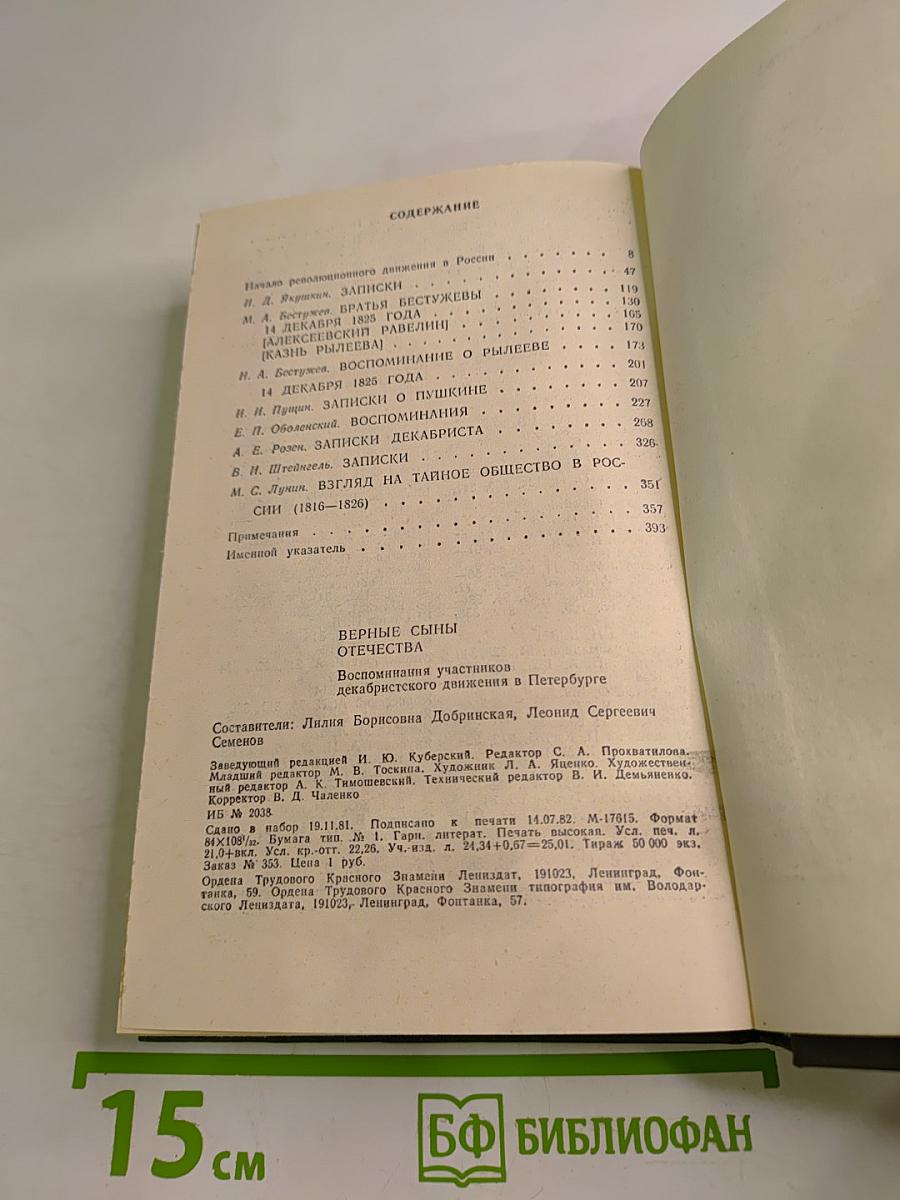 СОДЕРЖАНИЕ
Начало революционного движения в России . . . . . . . 8
И. Д. Якушкин. ЗАПИСКИ . . . . . . . . . . . . 47
М. А. Бестужев. БРАТЬЯ БЕСТУЖЕВЫ . . . . . . . . 119
14 ДЕКАБРЯ 1825 ГОДА . . . . . . . . . . . 130
[АЛЕКСЕЕВСКИЙ РАВЕЛИН] . . . . . . . . . . 165
[КАЗНЬ РЫЛЕЕВА] . . . . . . . . . . . . . 170
Н. А. Бестужев. ВОСПОМИНАНИЕ О РЫЛЕЕВЕ . . . . 173
14 ДЕКАБРЯ 1825 ГОДА . . . . . . . . . . . 201
И. И. Пущин. ЗАПИСКИ О ПУШКИНЕ . . . . . . . . 207
Е. П. Оболенский. ВОСПОМИНАНИЯ . . . . . . . . . 227
А. Е. Розен. ЗАПИСКИ ДЕКАБРИСТА . . . . . . . . 268
В. И. Штейнгель. ЗАПИСКИ . . . . . . . . . . . . 326
М. С. Лунин. ВЗГЛЯД НА ТАЙНОЕ ОБЩЕСТВО В РОС-
СИИ (1816—1826) . . . . . . . . . . . . . 351
Примечания . . . . . . . . . . . . . . . . . 357
Именной указатель . . . . . . . . . . . . . . . 393
ВЕРНЫЕ СЫНЫ
ОТЕЧЕСТВА
Воспоминания участников
декабристского движения в Петербурге
Составители: Лилия Борисовна Добринская, Леонид Сергеевич
Семенов
Заведующий редакцией И. Ю. Куберский. Редактор С. А. Прохватилова.
Младший редактор М. В. Тоскина. Художник Л. А. Яценко. Художествен-
ный редактор А. К. Тимошевский. Технический редактор В. И. Демьяненко.
Корректор В. Д. Чаленко
ИБ № 2038
Сдано в набор 19.11.81. Подписано к печати 14.07.82. М-17615. Формат
84×108¹/₃₂. Бумага тип. № 1. Гарн. литерат. Печать высокая. Усл. печ. л.
21,0+вкл. Усл. кр.-отт. 22,26. Уч.-изд. л. 24,34+0,67=25,01. Тираж 50 000 экз.
Заказ № 353. Цена 1 руб.
Ордена Трудового Красного Знамени Лениздат, 191023, Ленинград, Фон-
танка, 59. Ордена Трудового Красного Знамени типография им. Володар-
ского Лениздата, 191023, Ленинград, Фонтанка, 57.
15 см
БФ БИБЛИОФАН